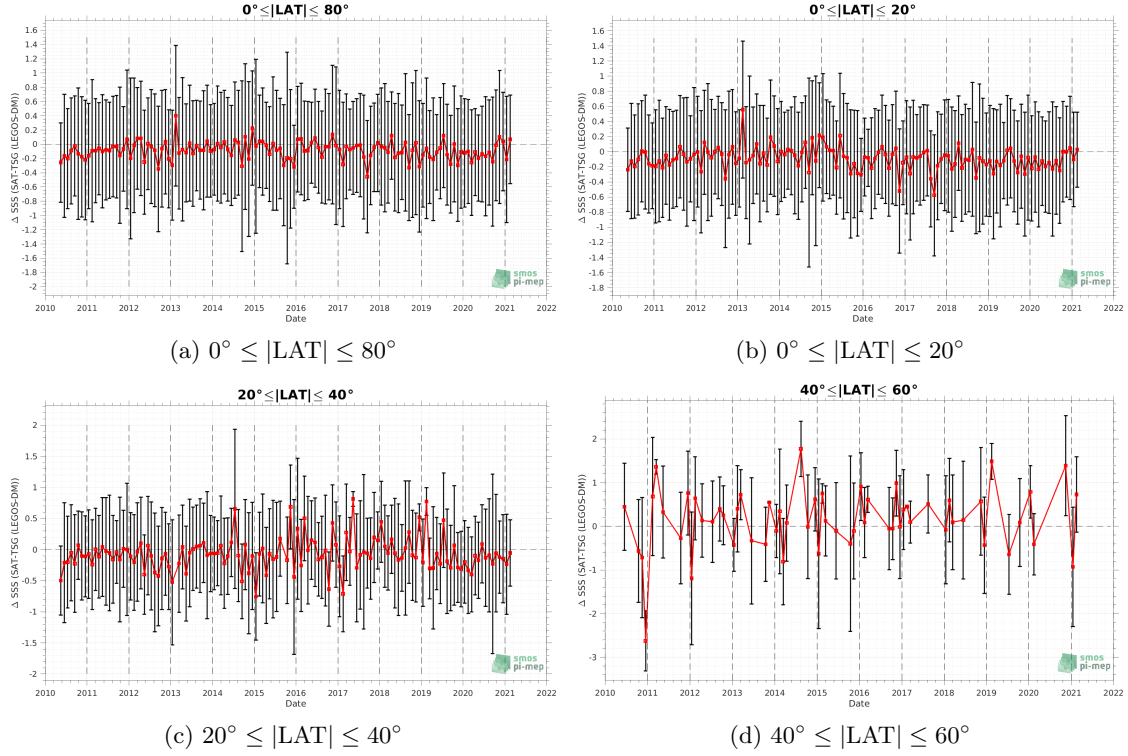 0°≤|LAT|≤ 80°
Δ SSS (SAT-TSG (LEGOS-DM))
1.6
1.4
1.2
1
0.8
0.6
0.4
0.2
0
-0.2
-0.4
-0.6
-0.8
-1
-1.2
-1.4
-1.6
-1.8
-2
2010 2011 2012 2013 2014 2015 2016 2017 2018 2019 2020 2021 2022
Date
smos
pi-mep
(a) 0° ≤ |LAT| ≤ 80°
0°≤|LAT|≤ 20°
Δ SSS (SAT-TSG (LEGOS-DM))
1.6
1.4
1.2
1
0.8
0.6
0.4
0.2
0
-0.2
-0.4
-0.6
-0.8
-1
-1.2
-1.4
-1.6
-1.8
2010 2011 2012 2013 2014 2015 2016 2017 2018 2019 2020 2021 2022
Date
smos
pi-mep
(b) 0° ≤ |LAT| ≤ 20°
20°≤|LAT|≤ 40°
Δ SSS (SAT-TSG (LEGOS-DM))
2
1.5
1
0.5
0
-0.5
-1
-1.5
-2
2010 2011 2012 2013 2014 2015 2016 2017 2018 2019 2020 2021 2022
Date
smos
pi-mep
(c) 20° ≤ |LAT| ≤ 40°
40°≤|LAT|≤ 60°
Δ SSS (SAT-TSG (LEGOS-DM))
2
1
0
-1
-2
-3
2010 2011 2012 2013 2014 2015 2016 2017 2018 2019 2020 2021 2022
Date
smos
pi-mep
(d) 40° ≤ |LAT| ≤ 60°